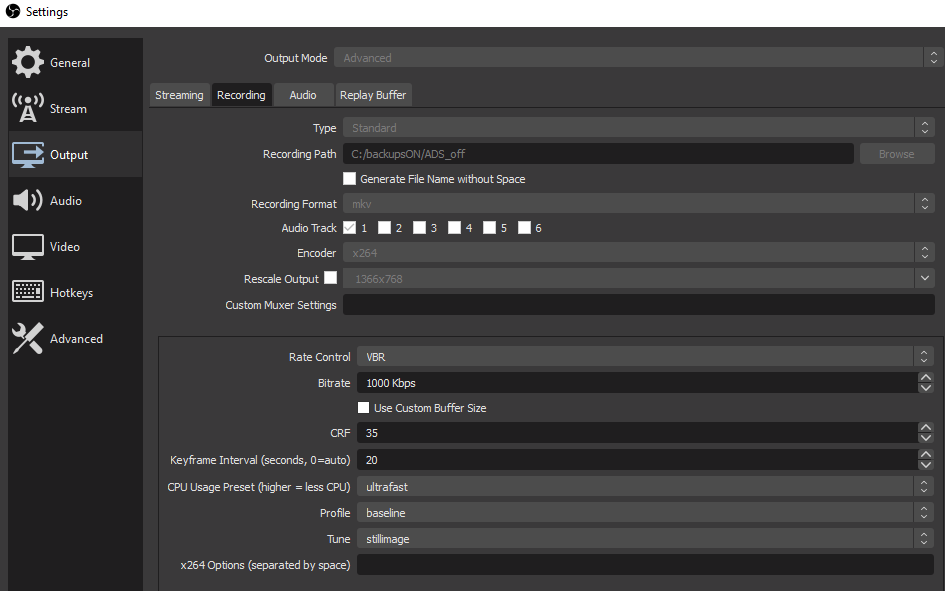 Settings
General
Stream
Output
Audio
Video
Hotkeys
Advanced
Output Mode Advanced
Streaming Recording Audio Replay Buffer
Type Standard
Recording Path C:/backupsON/ADS_off Browse
Generate File Name without Space
Recording Format mkv
Audio Track 1 2 3 4 5 6
Encoder x264
Rescale Output 1366x768
Custom Muxer Settings
Rate Control VBR
Bitrate 1000 Kbps
Use Custom Buffer Size
CRF 35
Keyframe Interval (seconds, 0=auto) 20
CPU Usage Preset (higher = less CPU) ultrafast
Profile baseline
Tune stillimage
x264 Options (separated by space)